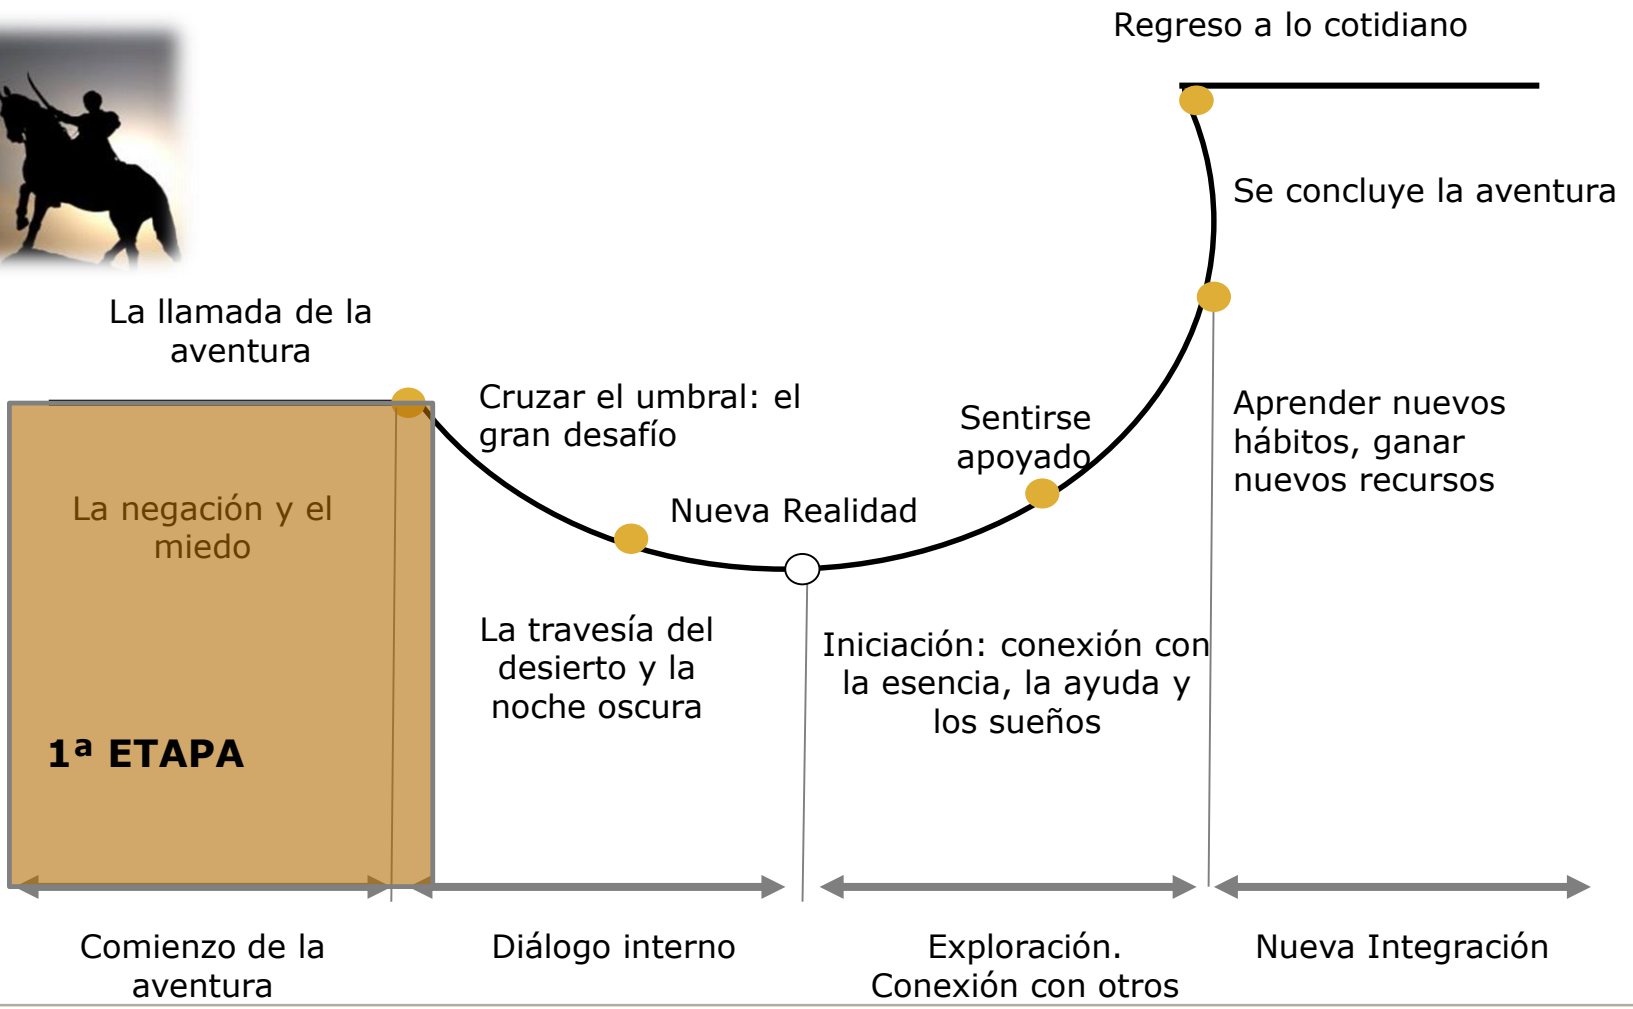 Regreso a lo cotidiano
Se concluye la aventura
La llamada de la
aventura
Cruzar el umbral: el
gran desafío
Sentirse
apoyado
Aprender nuevos
hábitos, ganar
nuevos recursos
La negación y el
miedo
Nueva Realidad
La travesía del
desierto y la
noche oscura
Iniciación: conexión con
la esencia, la ayuda y
los sueños
1ª ETAPA
Comienzo de la
aventura
Diálogo interno
Exploración.
Conexión con otros
Nueva Integración